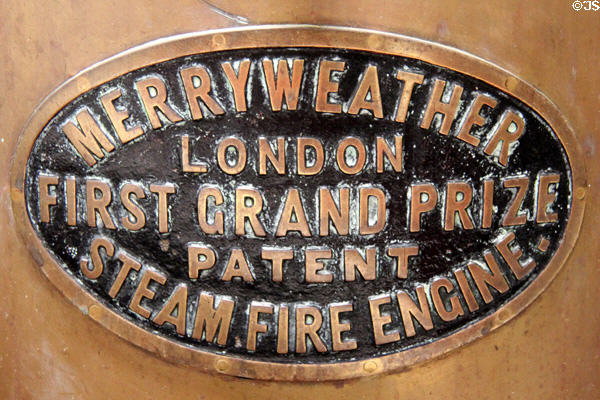 ©JS
MERRYWEATHER
LONDON
FIRST GRAND PRIZE
PATENT
STEAM FIRE ENGINE.